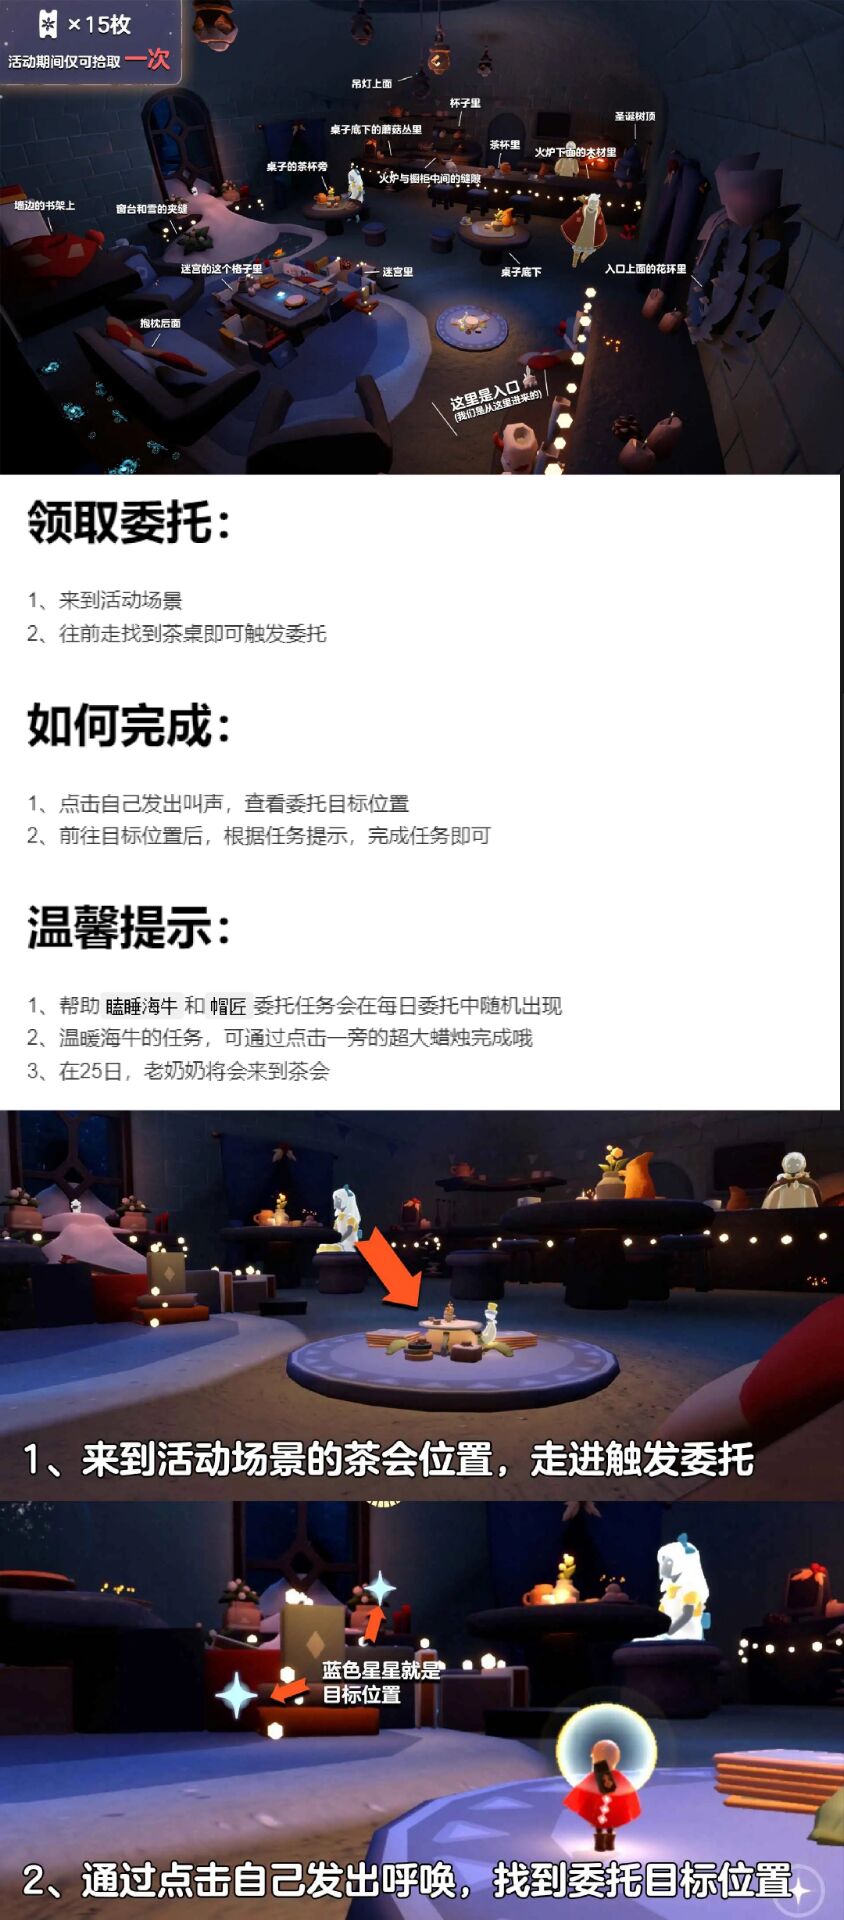 ×15枚
活动期间仅可拾取 一次
吊灯上面
杯子里
圣诞树顶
桌子底下的蘑菇丛里
茶杯里
火炉下面的木材里
桌子的茶杯旁
火炉与橱柜中间的缝隙
墙边的书架上
窗台和雪的夹缝
迷宫的这个格子里
迷宫里
桌子底下
入口上面的花环里
抱枕后面
这里是入口
(我们是从这里进来的)
领取委托：
1、来到活动场景
2、往前走找到茶桌即可触发委托
如何完成：
1、点击自己发出叫声，查看委托目标位置
2、前往目标位置后，根据任务提示，完成任务即可
温馨提示：
1、帮助 瞌睡海牛 和 帽匠 委托任务会在每日委托中随机出现
2、温暖海牛的任务，可通过点击一旁的超大蜡烛完成哦
3、在25日，老奶奶将会来到茶会
1、来到活动场景的茶会位置，走进触发委托
蓝色星星就是
目标位置
2、通过点击自己发出呼唤，找到委托目标位置